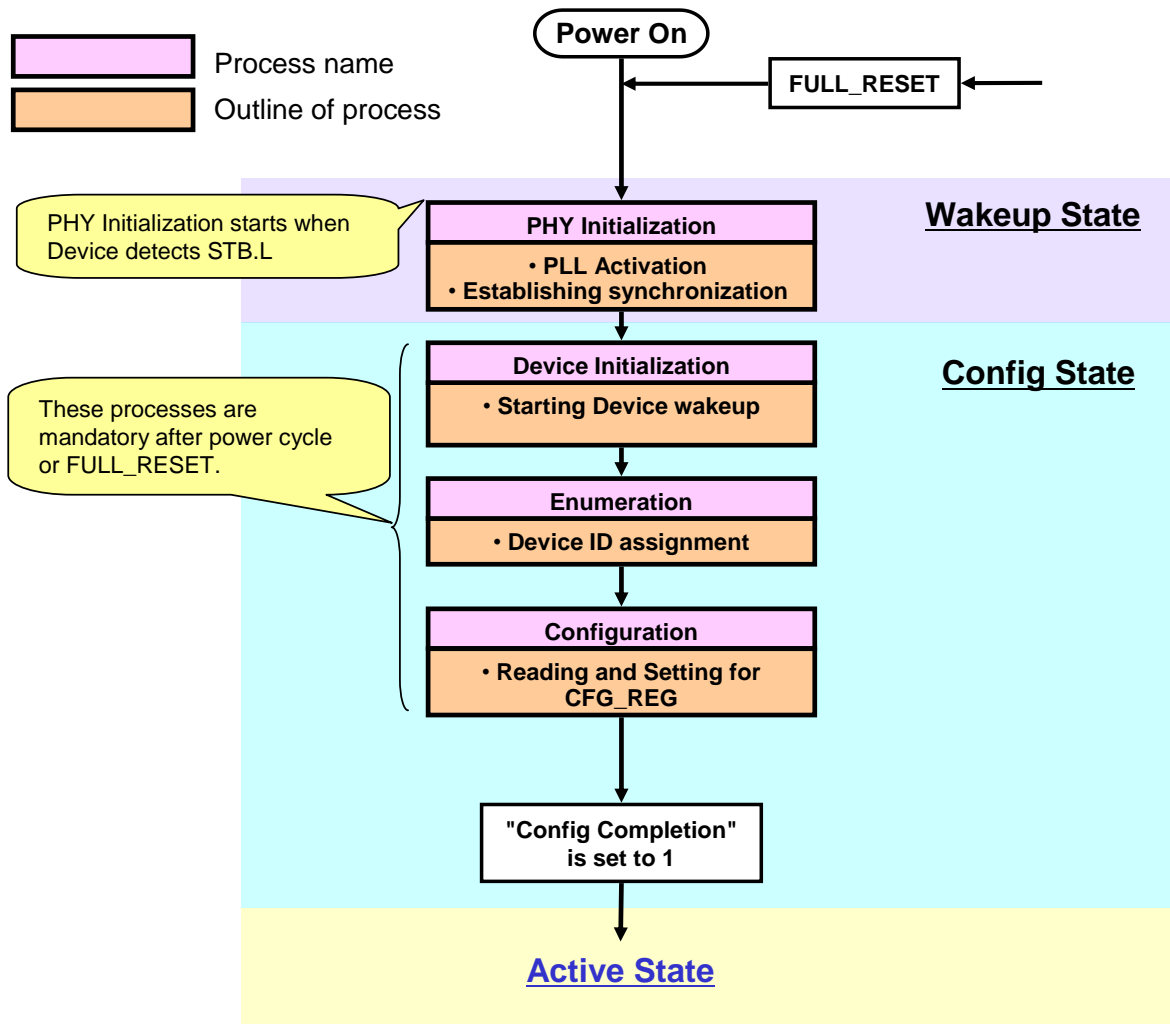 Power On
Process name
FULL_RESET
Outline of process
Wakeup State
PHY Initialization starts when
Device detects STB.L
PHY Initialization
• PLL Activation
• Establishing synchronization
Config State
Device Initialization
• Starting Device wakeup
These processes are
mandatory after power cycle
or FULL_RESET.
Enumeration
• Device ID assignment
Configuration
• Reading and Setting for
CFG_REG
"Config Completion"
is set to 1
Active State